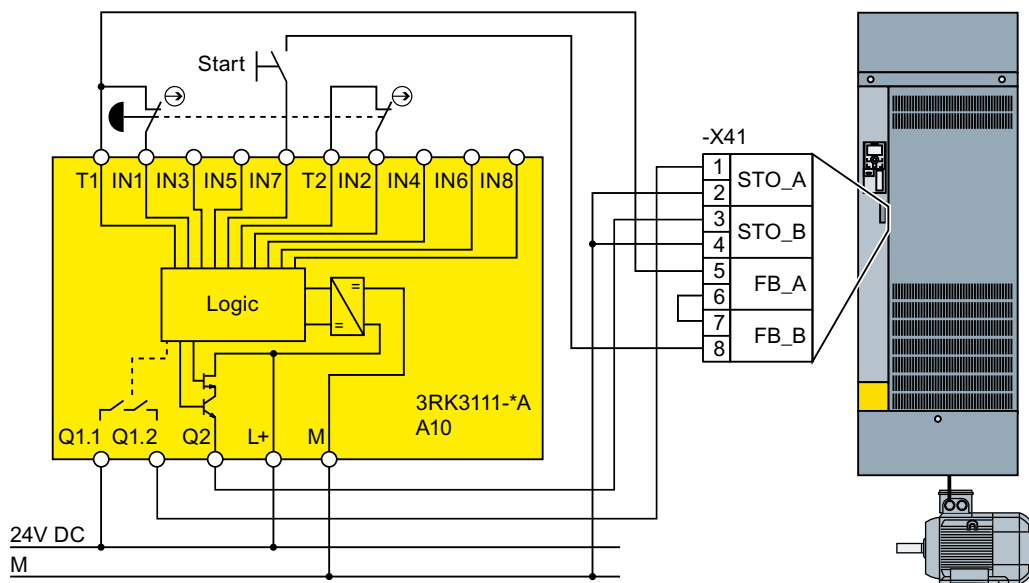 Start
-X41
1
STO_A
2
3
STO_B
4
5
FB_A
6
7
FB_B
8
T1 IN1 IN3 IN5 IN7 T2 IN2 IN4 IN6 IN8
Logic
=
=
3RK3111-*A
A10
Q1.1 Q1.2 Q2 L+ M
24V DC
M